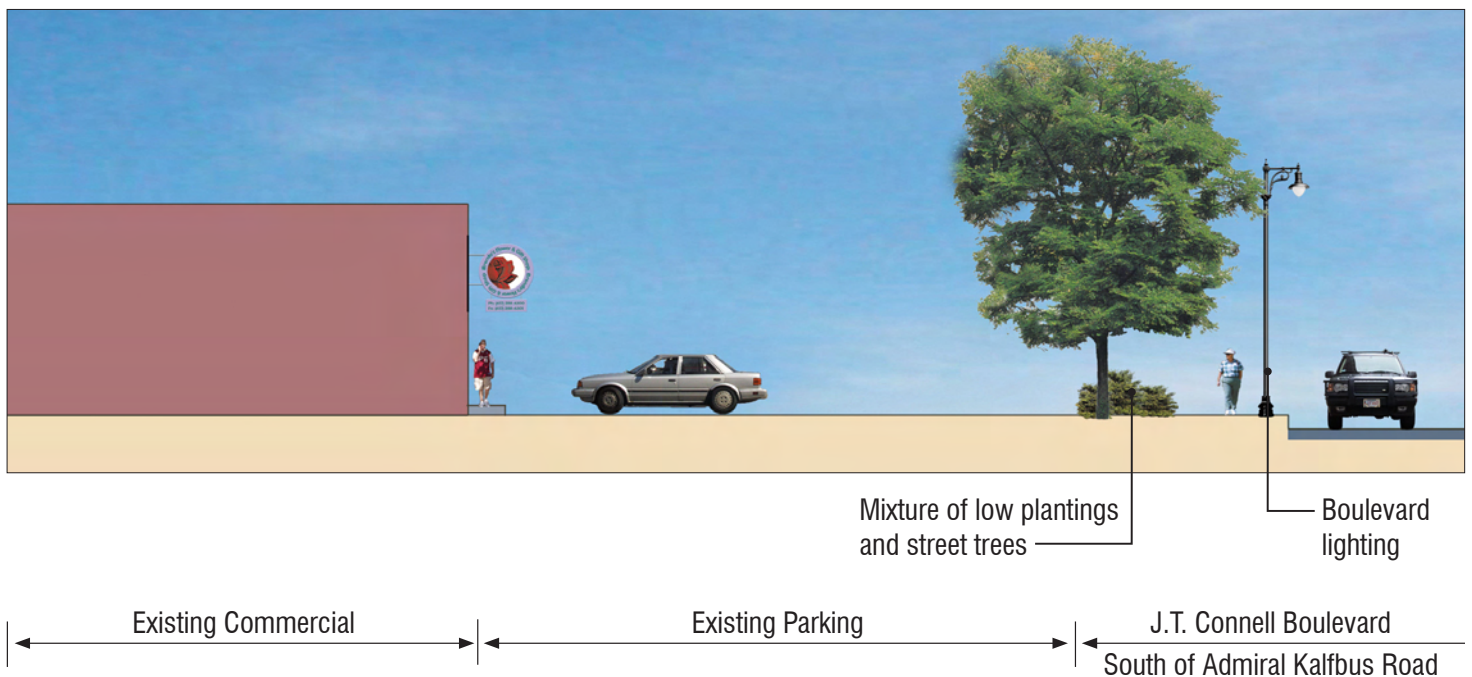 Mixture of low plantings
and street trees
Boulevard
lighting
Existing Commercial
Existing Parking
J.T. Connell Boulevard
South of Admiral Kalfbus Road